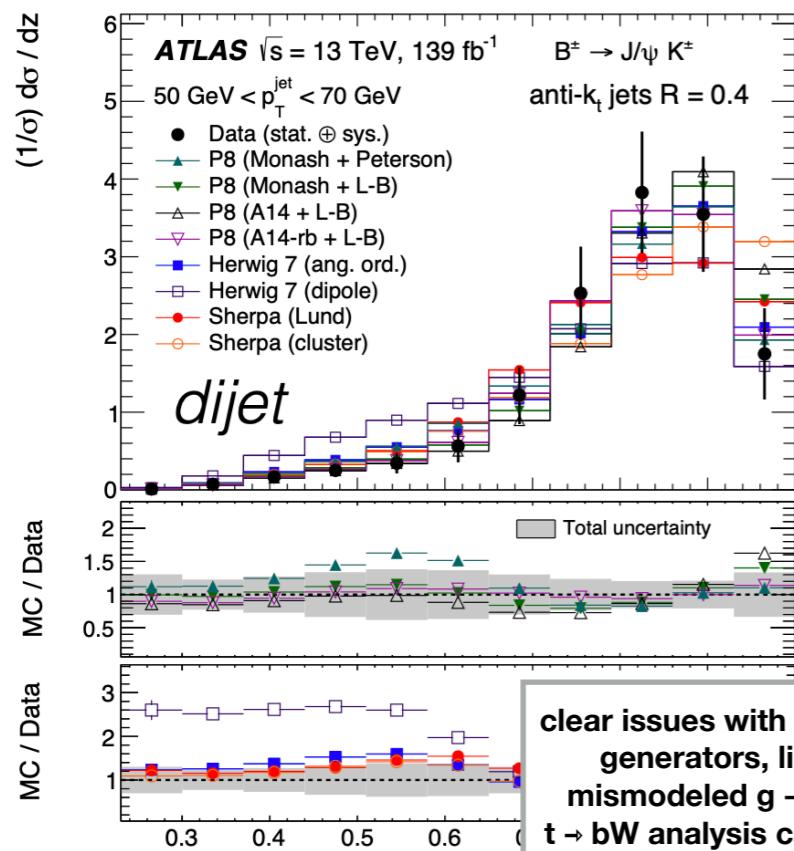 (1/σ) dσ / dz
6
5
4
3
2
1
0
ATLAS √s = 13 TeV, 139 fb⁻¹
B± → J/ψ K±
50 GeV < p_T^jet < 70 GeV
anti-k_t jets R = 0.4
Data (stat. ⊕ sys.)
P8 (Monash + Peterson)
P8 (Monash + L-B)
P8 (A14 + L-B)
P8 (A14-rb + L-B)
Herwig 7 (ang. ord.)
Herwig 7 (dipole)
Sherpa (Lund)
Sherpa (cluster)
dijet
MC / Data
2
1.5
1
0.5
Total uncertainty
MC / Data
3
2
1
clear issues with
generators, li
mismodeled g -
t → bW analysis c
0.3 0.4 0.5 0.6 0